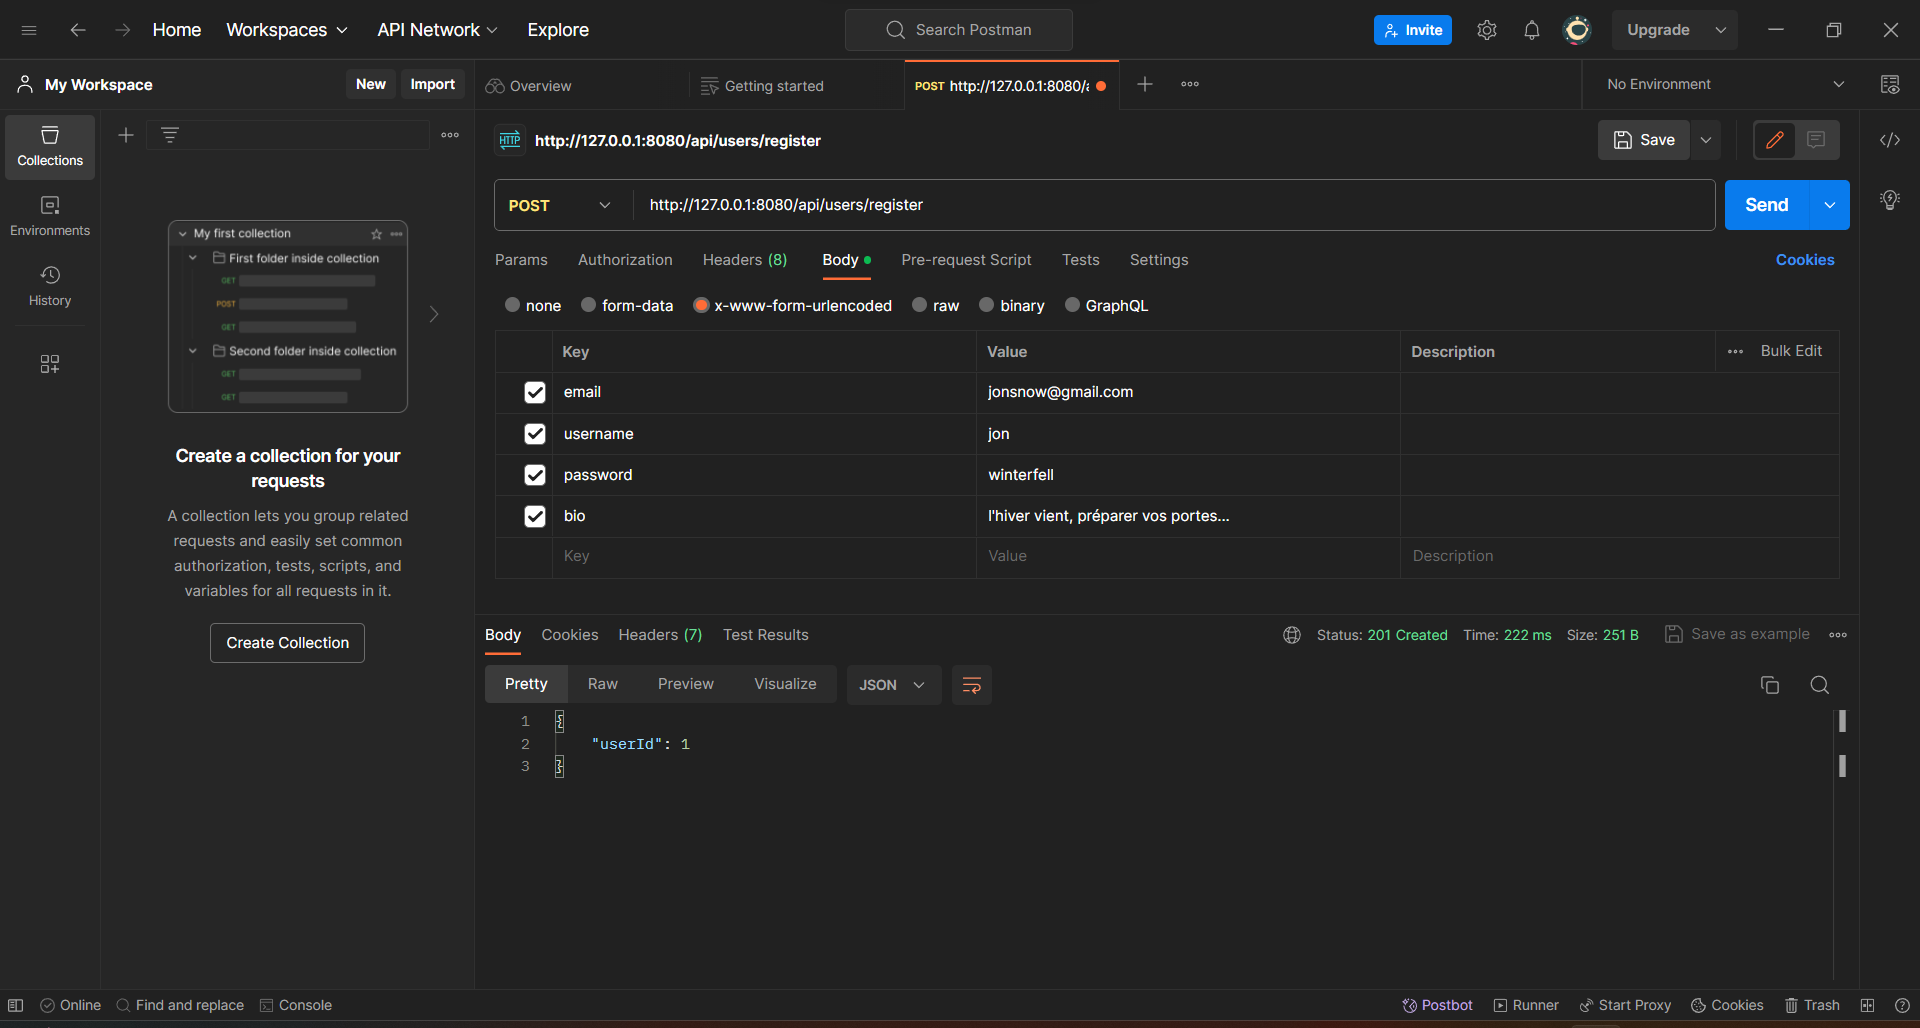 Home Workspaces API Network Explore Search Postman Invite Upgrade
My Workspace New Import Overview Getting started POST http://127.0.0.1:8080/a No Environment
Collections
Environments
History
My first collection
First folder inside collection
GET
POST
GET
Second folder inside collection
GET
GET
Create a collection for your
requests
A collection lets you group related
requests and easily set common
authorization, tests, scripts, and
variables for all requests in it.
Create Collection
HTTP http://127.0.0.1:8080/api/users/register Save
POST http://127.0.0.1:8080/api/users/register Send
Params Authorization Headers (8) Body Pre-request Script Tests Settings Cookies
none form-data x-www-form-urlencoded raw binary GraphQL
Key Value Description Bulk Edit
email jonsnow@gmail.com
username jon
password winterfell
bio l'hiver vient, préparer vos portes...
Key Value Description
Body Cookies Headers (7) Test Results Status: 201 Created Time: 222 ms Size: 251 B Save as example
Pretty Raw Preview Visualize JSON
1 {
2 "userId": 1
3 }
Online Find and replace Console Postbot Runner Start Proxy Cookies Trash